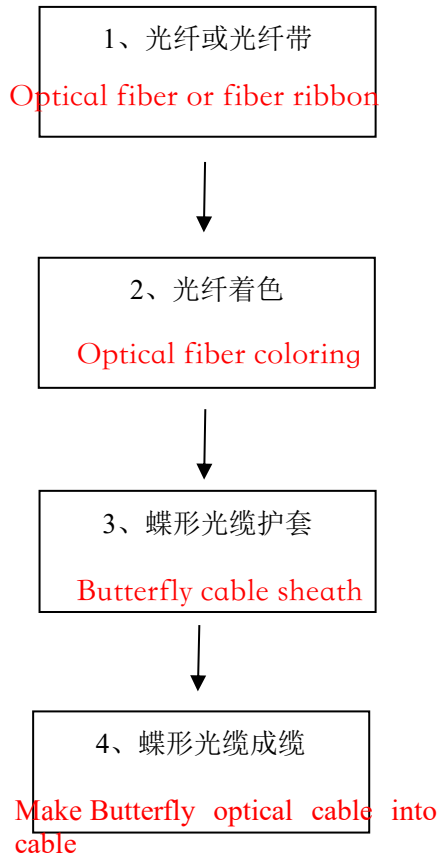 1、光纤或光纤带
Optical fiber or fiber ribbon
2、光纤着色
Optical fiber coloring
3、蝶形光缆护套
Butterfly cable sheath
4、蝶形光缆成缆
Make Butterfly optical cable into
cable